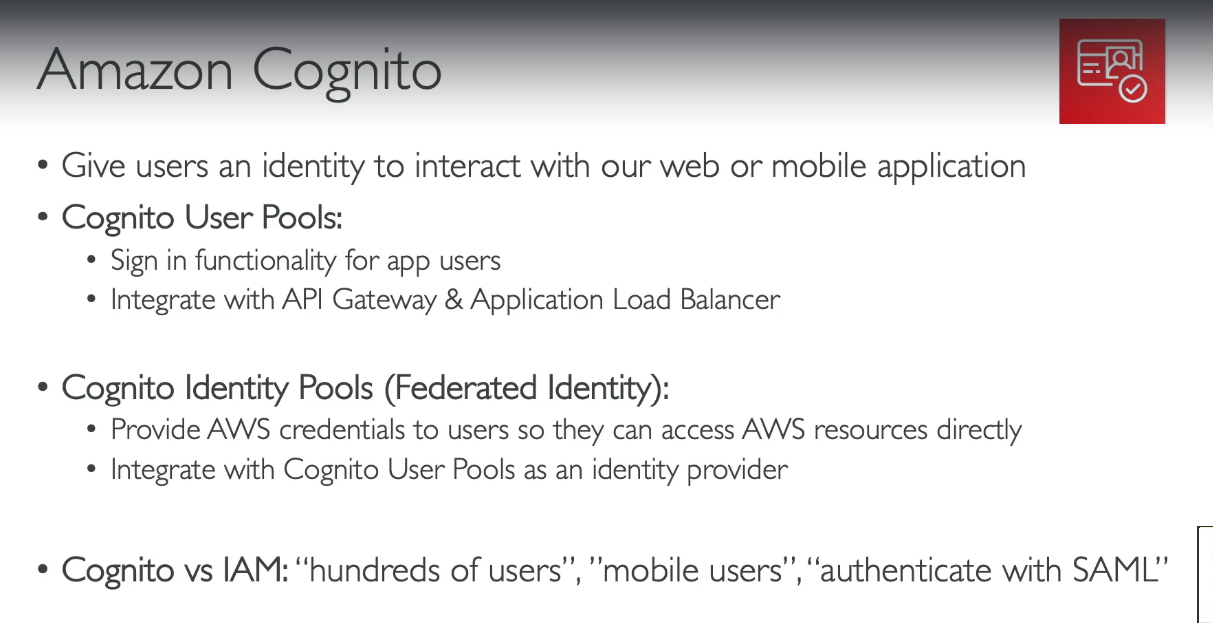 Amazon Cognito
• Give users an identity to interact with our web or mobile application
• Cognito User Pools:
• Sign in functionality for app users
• Integrate with API Gateway & Application Load Balancer
• Cognito Identity Pools (Federated Identity):
• Provide AWS credentials to users so they can access AWS resources directly
• Integrate with Cognito User Pools as an identity provider
• Cognito vs IAM: “hundreds of users”, ”mobile users”, “authenticate with SAML”